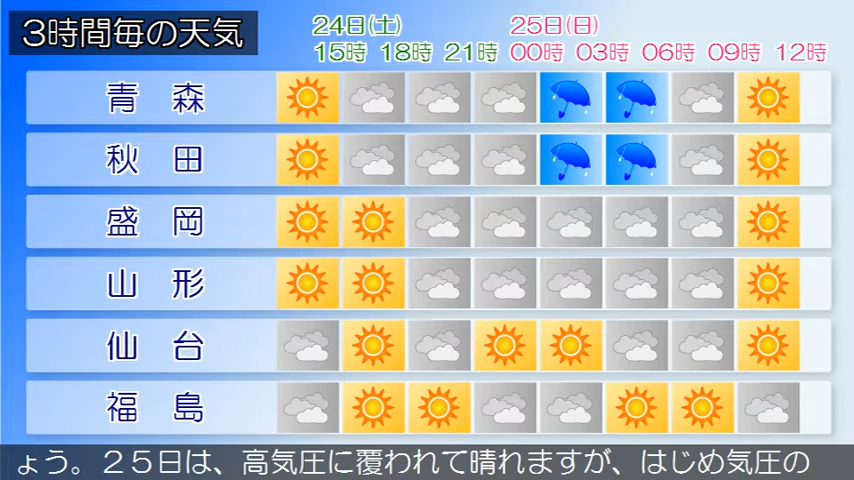 3時間毎の天気
24日(土) 25日(日)
15時 18時 21時 00時 03時 06時 09時 12時
青森
秋田
盛岡
山形
仙台
福島
ょう。２５日は、高気圧に覆われて晴れますが、はじめ気圧の